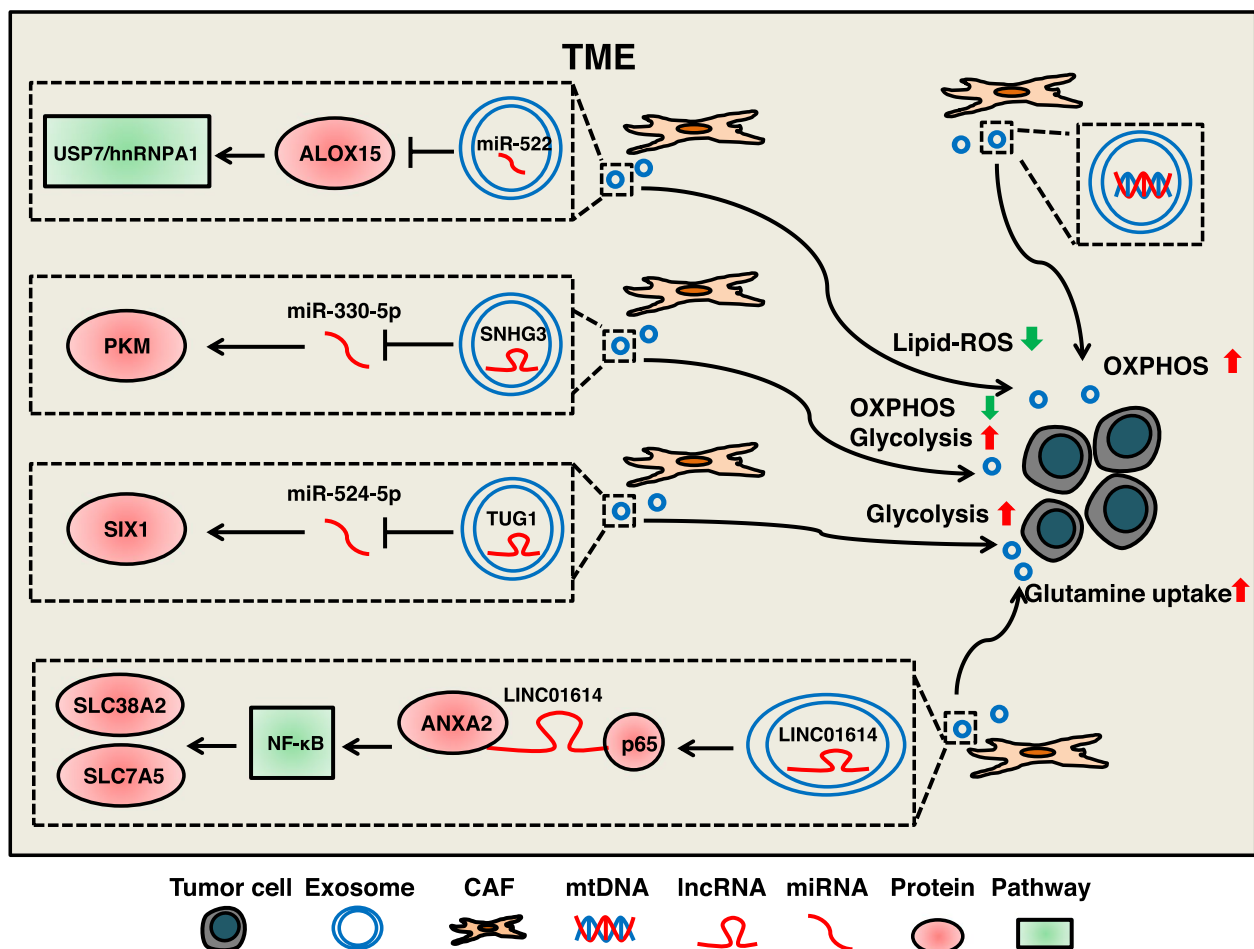 TME
miR-522
USP7/hnRNPA1
ALOX15
miR-330-5p
SNHG3
PKM
Lipid-ROS
OXPHOS
OXPHOS
Glycolysis
miR-524-5p
TUG1
SIX1
Glycolysis
Glutamine uptake
SLC38A2
LINC01614
ANXA2
NF-κB
p65
LINC01614
SLC7A5
Tumor cell Exosome CAF mtDNA lncRNA miRNA Protein Pathway